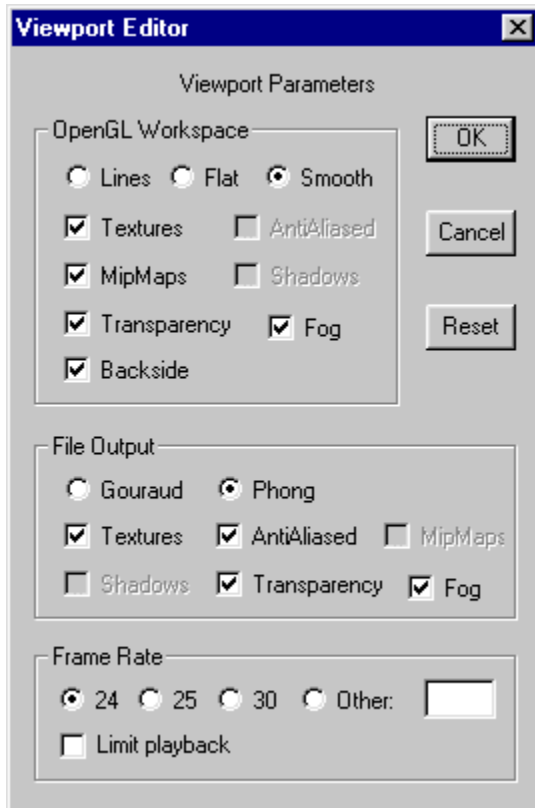 Viewport Editor
Viewport Parameters
OpenGL Workspace
OK
Lines Flat Smooth
Textures AntiAliased
Cancel
MipMaps Shadows
Transparency Fog
Reset
Backside
File Output
Gouraud Phong
Textures AntiAliased MipMaps
Shadows Transparency Fog
Frame Rate
24 25 30 Other:
Limit playback